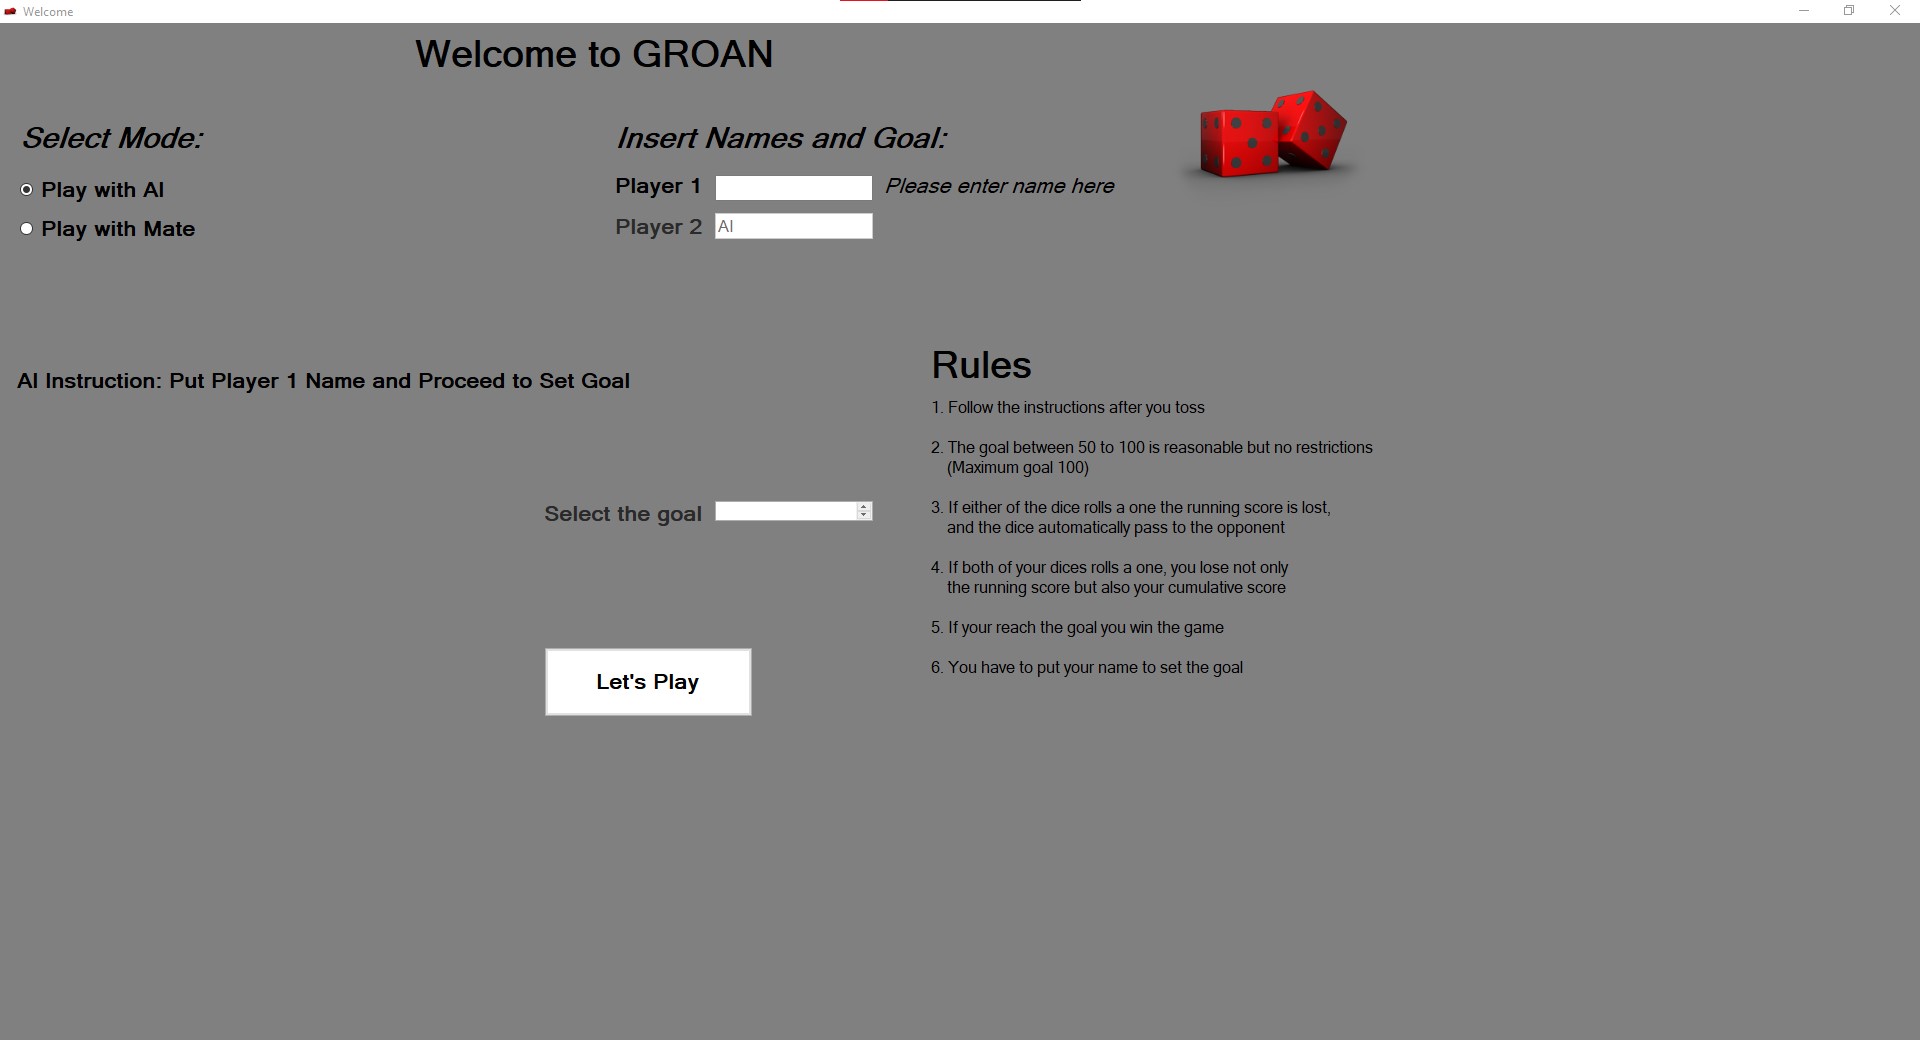 Welcome
Welcome to GROAN
Select Mode:
Play with AI
Play with Mate
Insert Names and Goal:
Player 1
Please enter name here
Player 2
AI
AI Instruction: Put Player 1 Name and Proceed to Set Goal
Select the goal
Let's Play
Rules
1. Follow the instructions after you toss
2. The goal between 50 to 100 is reasonable but no restrictions
(Maximum goal 100)
3. If either of the dice rolls a one the running score is lost,
and the dice automatically pass to the opponent
4. If both of your dices rolls a one, you lose not only
the running score but also your cumulative score
5. If your reach the goal you win the game
6. You have to put your name to set the goal